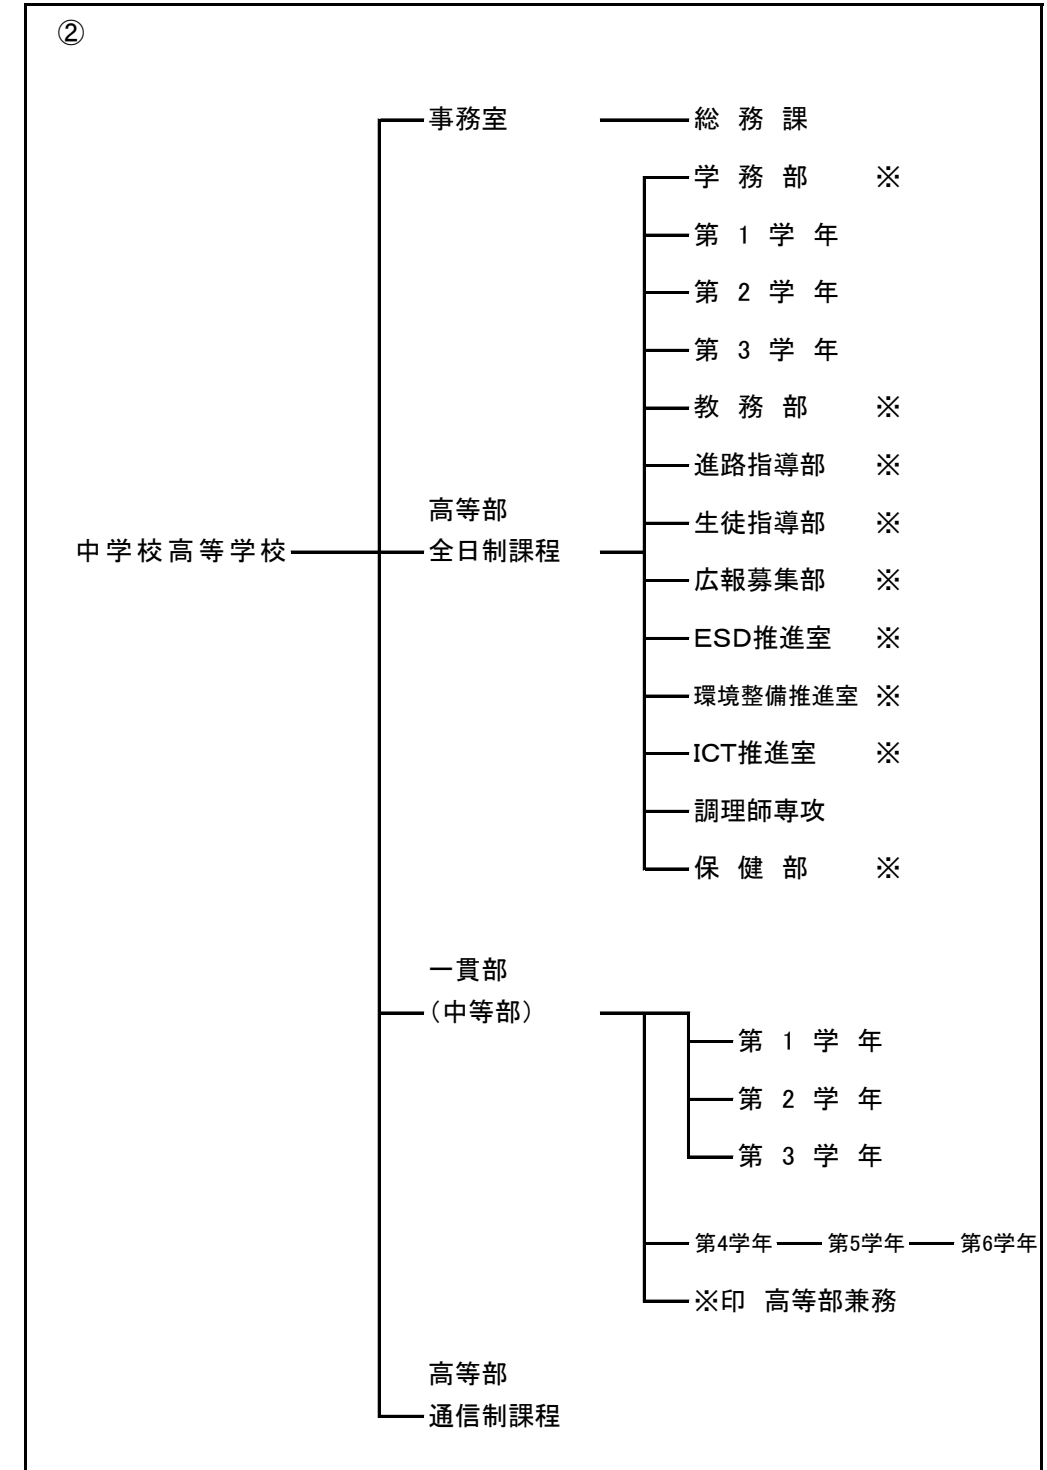 ②
事務室 総務課
学務部 ※
第1学年
第2学年
第3学年
教務部 ※
進路指導部 ※
高等部
生徒指導部 ※
中学校高等学校 全日制課程
広報募集部 ※
ESD推進室 ※
環境整備推進室 ※
ICT推進室 ※
調理師専攻
保健部 ※
一貫部
(中等部)
第1学年
第2学年
第3学年
第4学年 第5学年 第6学年
※印 高等部兼務
高等部
通信制課程